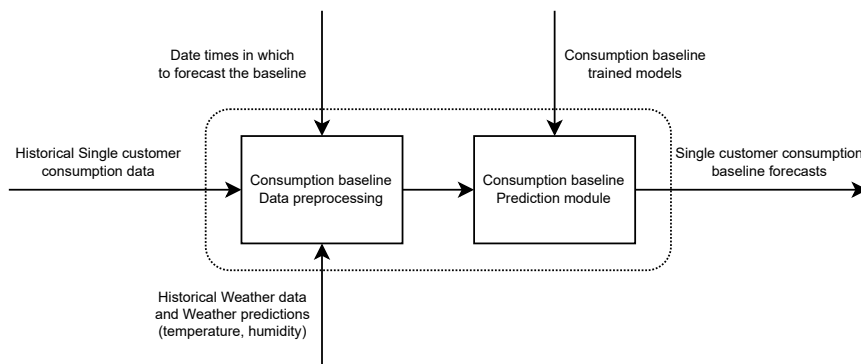 Date times in which
to forecast the baseline
Consumption baseline
trained models
Historical Single customer
consumption data
Consumption baseline
Data preprocessing
Consumption baseline
Prediction module
Single customer consumption
baseline forecasts
Historical Weather data
and Weather predictions
(temperature, humidity)